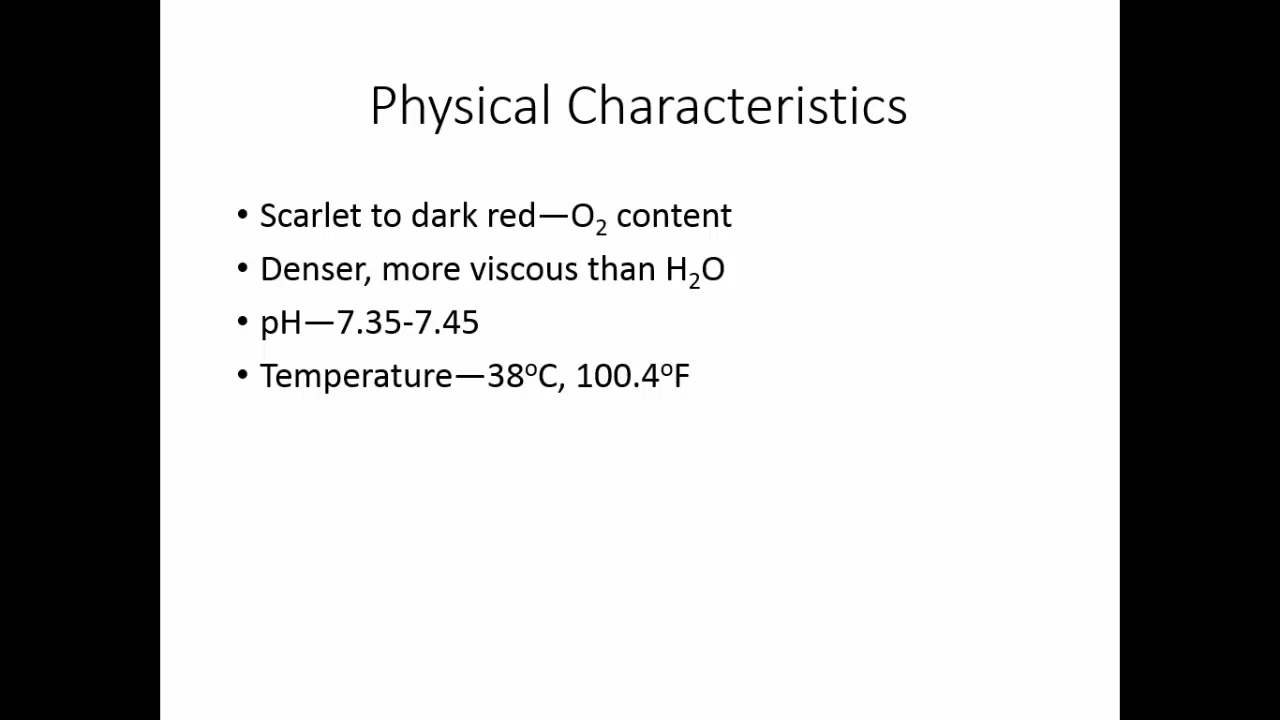 Physical Characteristics
• Scarlet to dark red—O₂ content
• Denser, more viscous than H₂O
• pH—7.35-7.45
• Temperature—38ºC, 100.4ºF